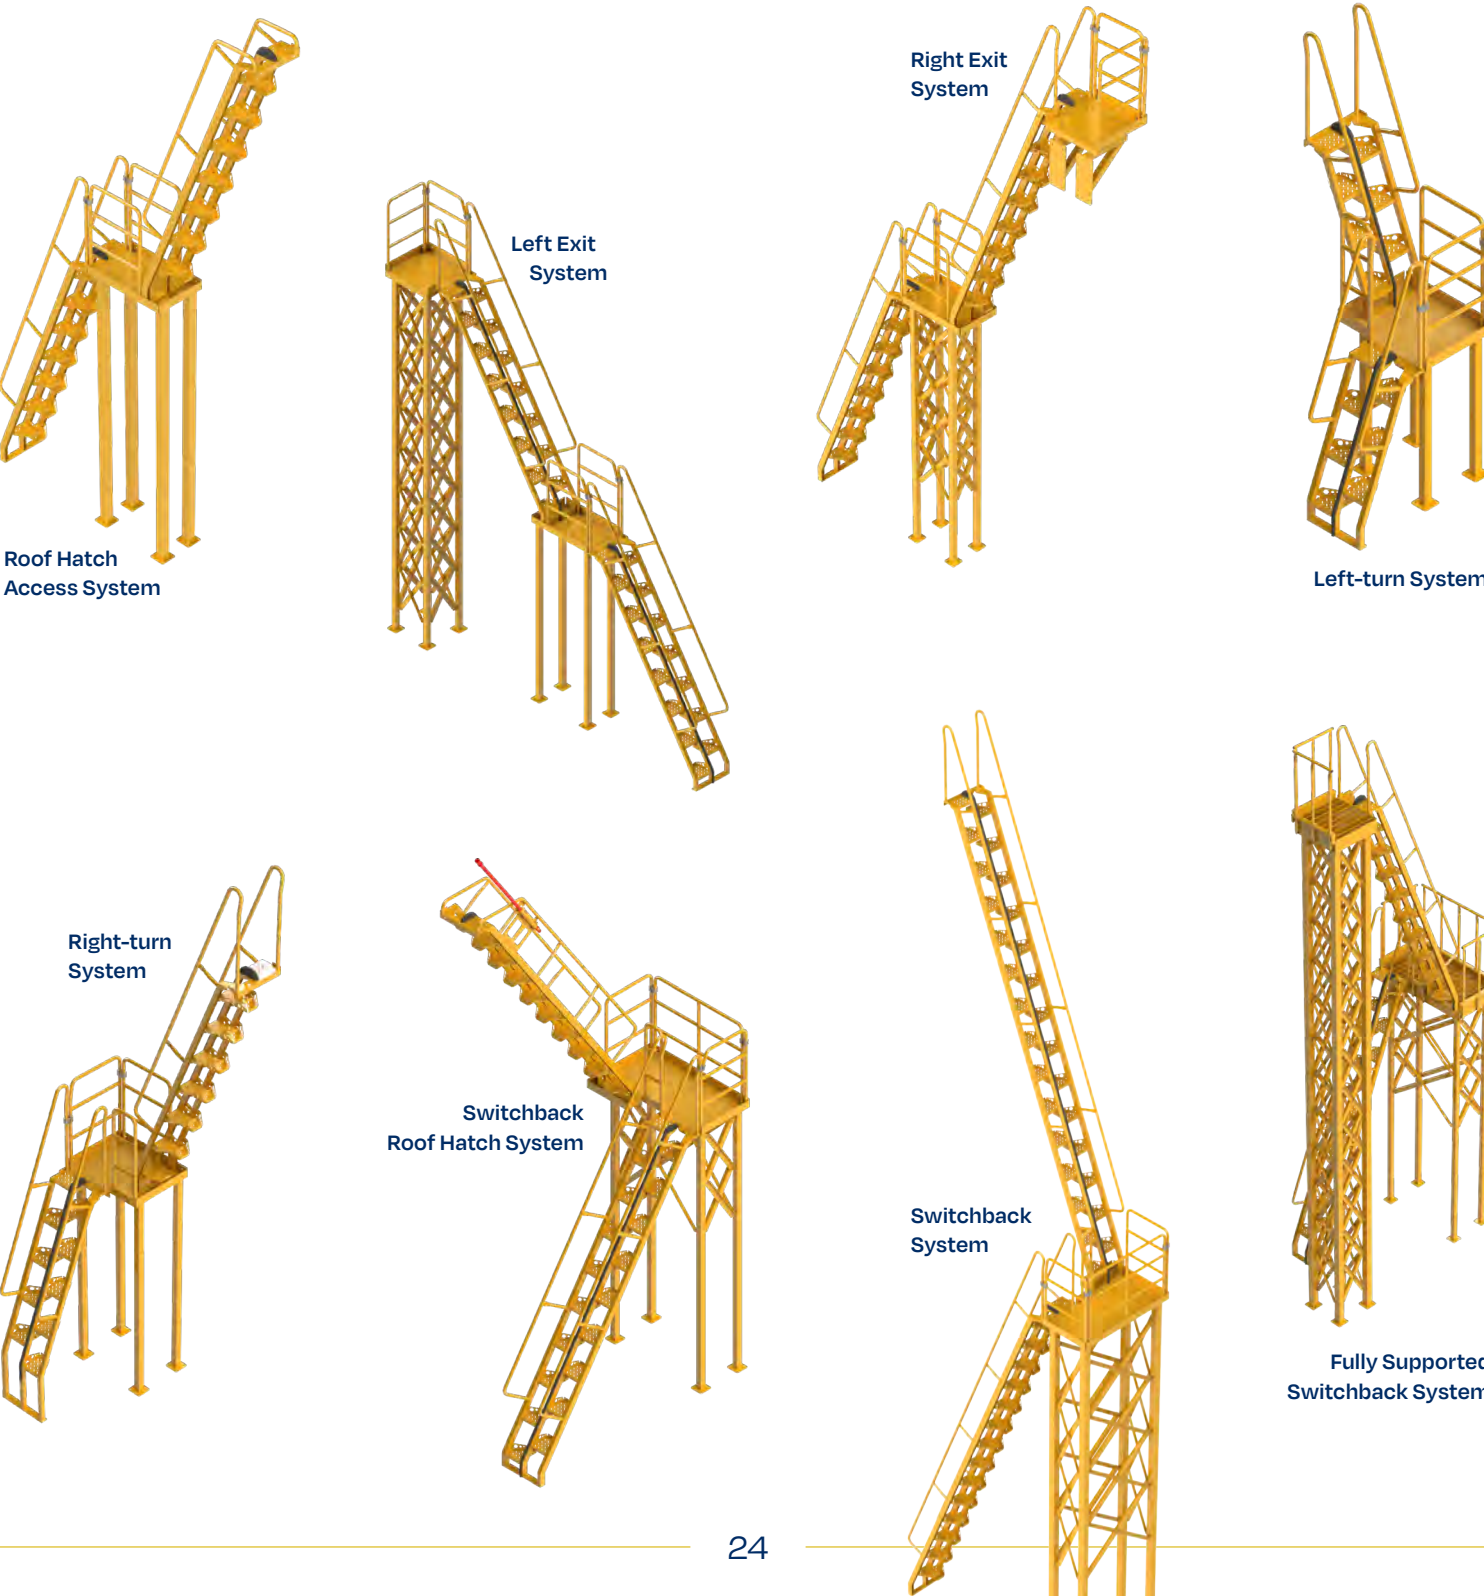 Right Exit
System
Left Exit
System
Roof Hatch
Access System
Left-turn System
Right-turn
System
Switchback
Roof Hatch System
Switchback
System
Fully Supported
Switchback System
24